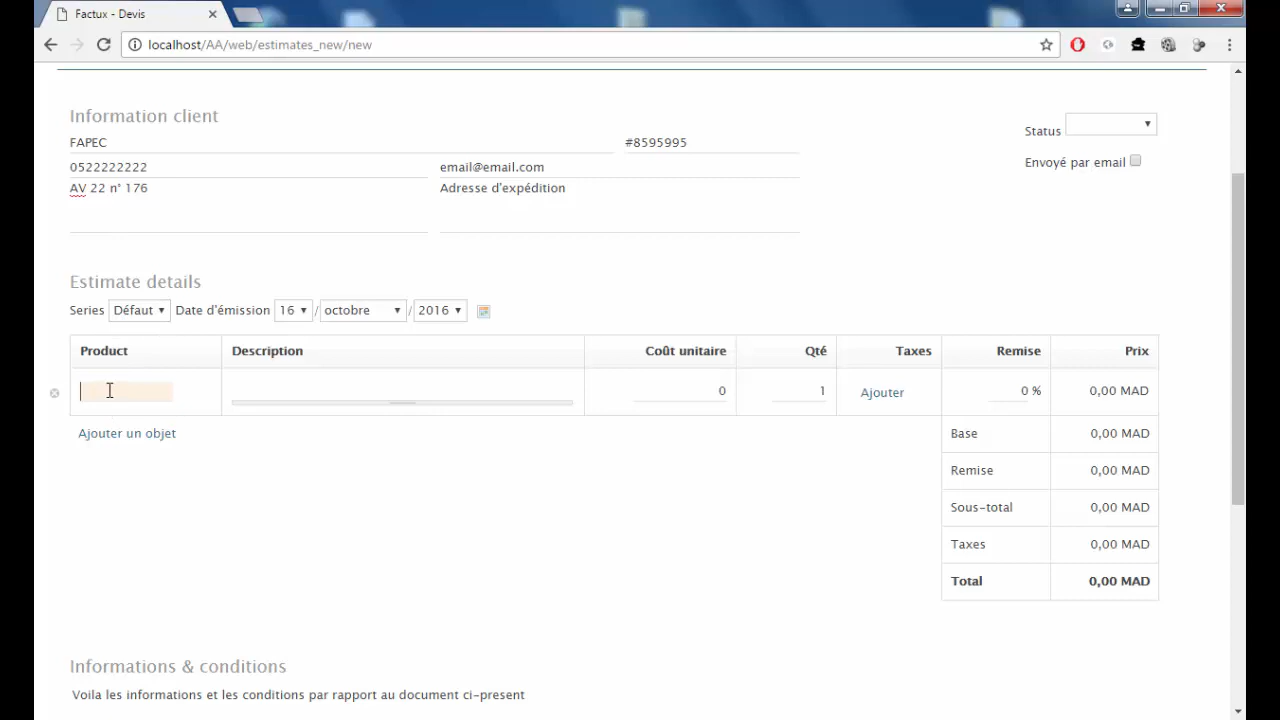 Factux - Devis
localhost/AA/web/estimates_new/new
Information client
FAPEC #8595995 Status
0522222222 email@email.com Envoyé par email
AV 22 n° 176 Adresse d'expédition
Estimate details
Series Défaut Date d'émission 16 / octobre / 2016
Product Description Coût unitaire Qté Taxes Remise Prix
0 1 Ajouter 0 % 0,00 MAD
Ajouter un objet Base 0,00 MAD
Remise 0,00 MAD
Sous-total 0,00 MAD
Taxes 0,00 MAD
Total 0,00 MAD
Informations & conditions
Voila les informations et les conditions par rapport au document ci-present